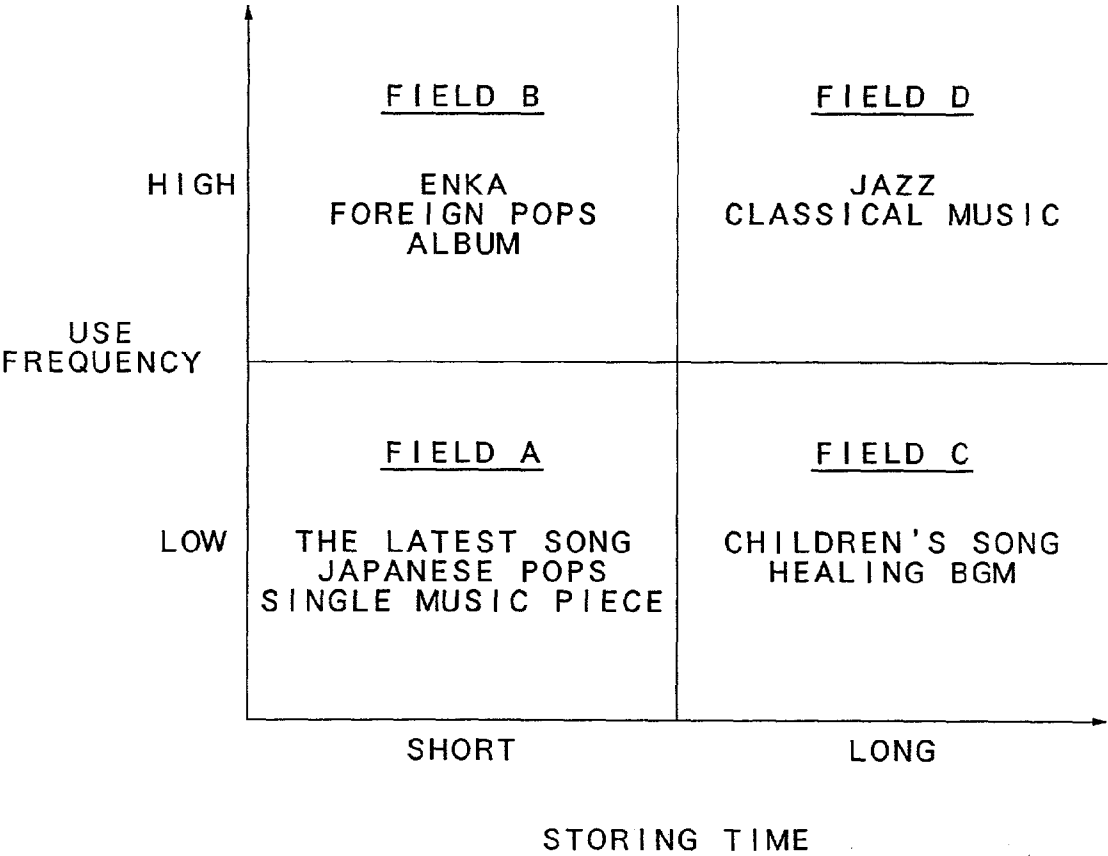 FIELD B
FIELD D
HIGH
ENKA
FOREIGN POPS
ALBUM
JAZZ
CLASSICAL MUSIC
USE
FREQUENCY
FIELD A
FIELD C
LOW
THE LATEST SONG
JAPANESE POPS
SINGLE MUSIC PIECE
CHILDREN'S SONG
HEALING BGM
SHORT
LONG
STORING TIME